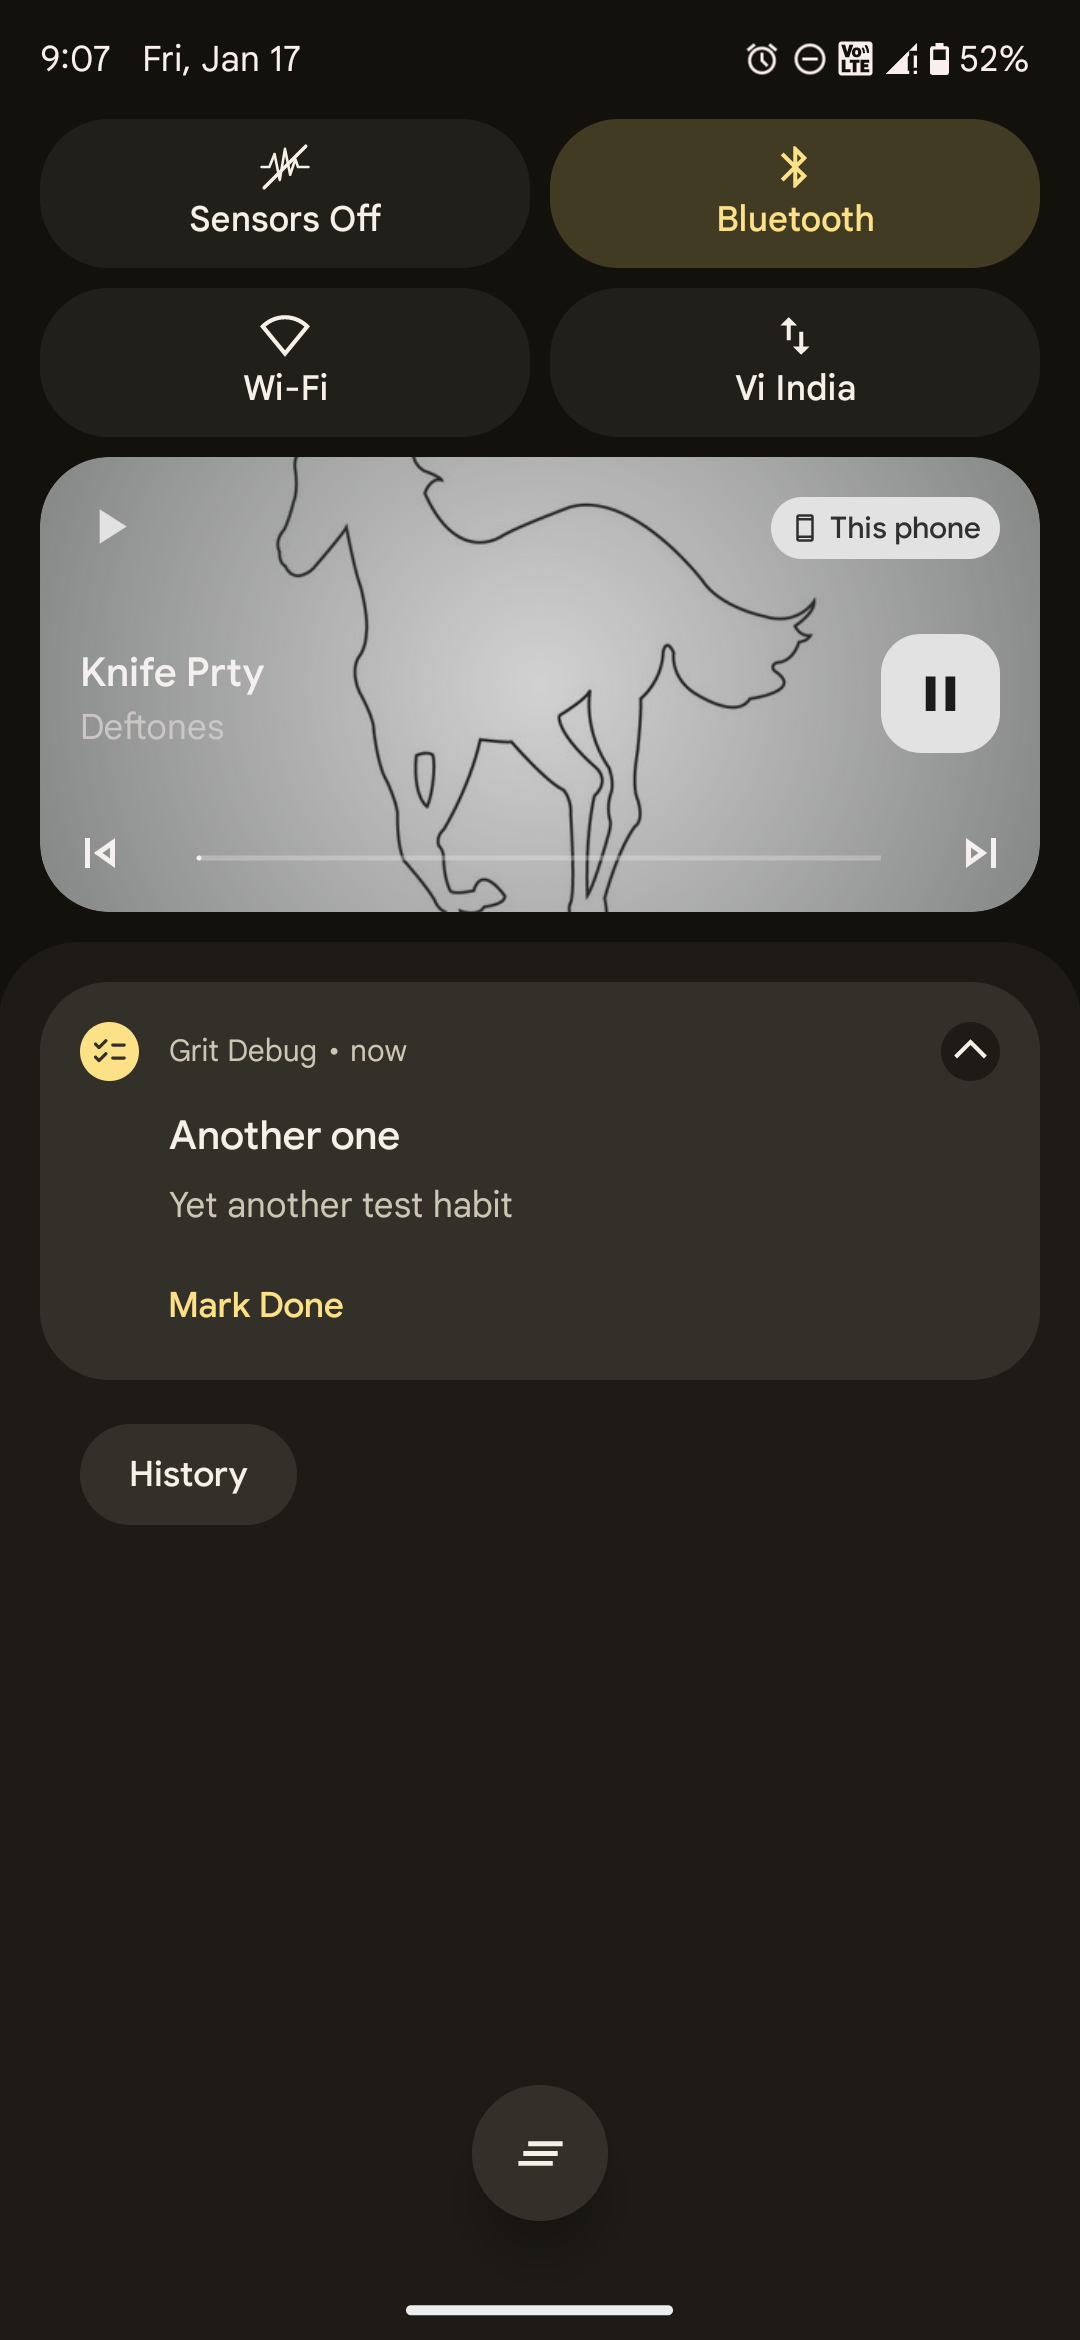 9:07 Fri, Jan 17 Vo LTE 52%
Sensors Off
Bluetooth
Wi-Fi
Vi India
This phone
Knife Prty
Deftones
Grit Debug • now
Another one
Yet another test habit
Mark Done
History